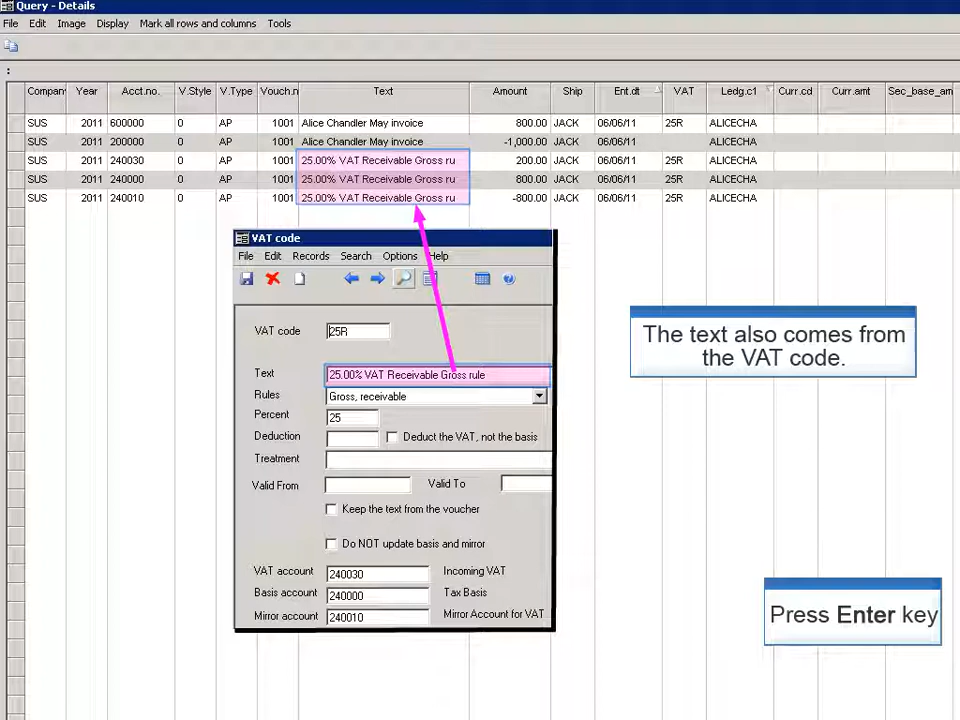 Query - Details
File Edit Image Display Mark all rows and columns Tools
:
Company Year Acct.no. V.Style V.Type Vouch.n Text Amount Ship Ent.dt VAT Ledg.c1 Curr.cd Curr.amt Sec_base_am
SUS 2011 600000 0 AP 1001 Alice Chandler May invoice 800.00 JACK 06/06/11 25R ALICECHA
SUS 2011 200000 0 AP 1001 Alice Chandler May invoice -1,000.00 JACK 06/06/11 ALICECHA
SUS 2011 240030 0 AP 1001 25.00% VAT Receivable Gross ru 200.00 JACK 06/06/11 25R ALICECHA
SUS 2011 240000 0 AP 1001 25.00% VAT Receivable Gross ru 800.00 JACK 06/06/11 25R ALICECHA
SUS 2011 240010 0 AP 1001 25.00% VAT Receivable Gross ru -800.00 JACK 06/06/11 25R ALICECHA
VAT code
File Edit Records Search Options Help
VAT code 25R
Text 25.00% VAT Receivable Gross rule
Rules Gross, receivable
Percent 25
Deduction Deduct the VAT, not the basis
Treatment
Valid From Valid To
Keep the text from the voucher
Do NOT update basis and mirror
VAT account 240030 Incoming VAT
Basis account 240000 Tax Basis
Mirror account 240010 Mirror Account for VAT
The text also comes from
the VAT code.
Press Enter key